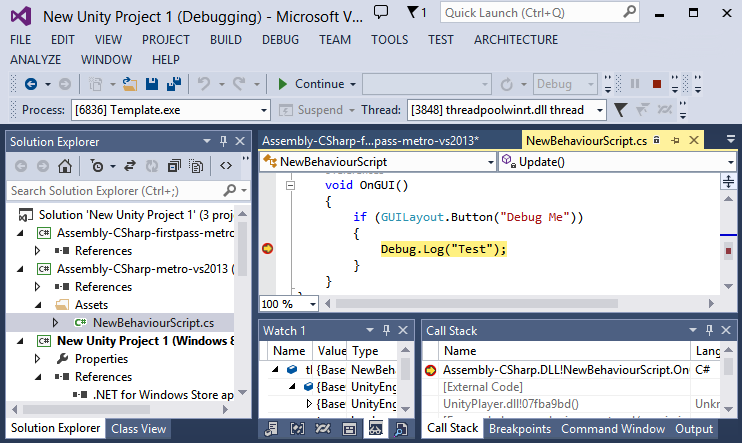 New Unity Project 1 (Debugging) - Microsoft V...
1
Quick Launch (Ctrl+Q)
FILE EDIT VIEW PROJECT BUILD DEBUG TEAM TOOLS TEST ARCHITECTURE
ANALYZE WINDOW HELP
Continue Debug
Process: [6836] Template.exe Suspend Thread: [3848] threadpoolwinrt.dll thread
Solution Explorer
Search Solution Explorer (Ctrl+;)
Solution 'New Unity Project 1' (3 proj
C# Assembly-CSharp-firstpass-metro
References
C# Assembly-CSharp-metro-vs2013 (
References
Assets
C# NewBehaviourScript.cs
C# New Unity Project 1 (Windows 8
Properties
References
.NET for Windows Store ap
Solution Explorer Class View
Assembly-CSharp-f...pass-metro-vs2013* NewBehaviourScript.cs
NewBehaviourScript Update()
void OnGUI()
{
if (GUILayout.Button("Debug Me"))
{
Debug.Log("Test");
}
}
100 %
Watch 1
Name Value Type
{Base NewBeh
{Base UnityEng
{Base UnityEng
Call Stack
Name Lang
Assembly-CSharp.DLL!NewBehaviourScript.On C#
[External Code]
UnityPlayer.dll!07fba9bd() Unkn
Call Stack Breakpoints Command Window Output